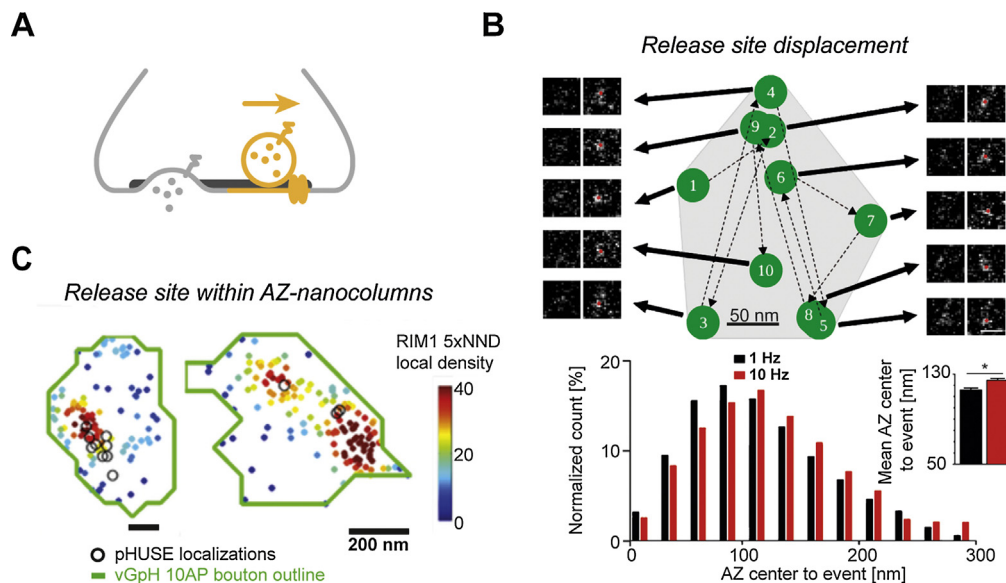 A
B
Release site displacement
4
9
2
6
1
7
10
3
8
5
50 nm
C
Release site within AZ-nanocolumns
RIM1 5xNND
local density
40
20
0
200 nm
pHUSE localizations
vGpH 10AP bouton outline
20
10
0
Normalized count [%]
1 Hz
10 Hz
0
100
200
300
AZ center to event [nm]
130
50
Mean AZ center
to event [nm]
*